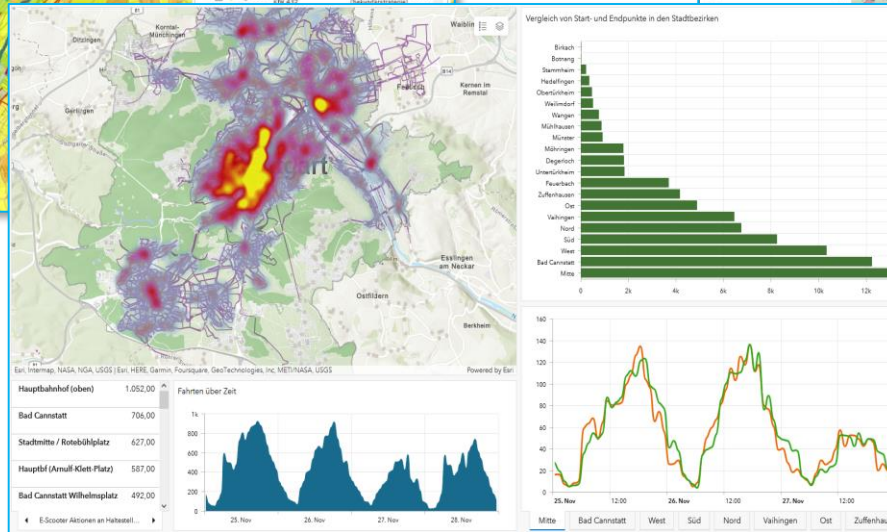 Vergleich von Start- und Endpunkte in den Stadtbezirken
Korntal-
Münchingen
Ditzingen
Waiblin
B14
Kernen im
Remstal
Gerlingen
Esslingen
am Neckar
Ostfildern
Berkheim
Esri, Intermap, NASA, NGA, USGS | Esri, HERE, Garmin, Foursquare, GeoTechnologies, Inc, METI/NASA, USGS
Powered by Esri
Birkach
Botnang
Stammheim
Hedelfingen
Obertürkheim
Weilimdorf
Wangen
Mühlhausen
Münster
Möhringen
Degerloch
Untertürkheim
Feuerbach
Zuffenhausen
Ost
Vaihingen
Nord
Süd
West
Bad Cannstatt
Mitte
0 2k 4k 6k 8k 10k 12k
Hauptbahnhof (oben) 1.052,00
Bad Cannstatt 706,00
Stadtmitte / Rotebühlplatz 627,00
Hauptbf (Arnulf-Klett-Platz) 587,00
Bad Cannstatt Wilhelmsplatz 492,00
E-Scooter Aktionen an Haltestell...
Fahrten über Zeit
1k
800
600
400
200
0
25. Nov 26. Nov 27. Nov 28. Nov
160
140
120
100
80
60
40
20
0
25. Nov 12:00 26. Nov 12:00 27. Nov 12:00
Mitte Bad Cannstatt West Süd Nord Vaihingen Ost Zuffenhau